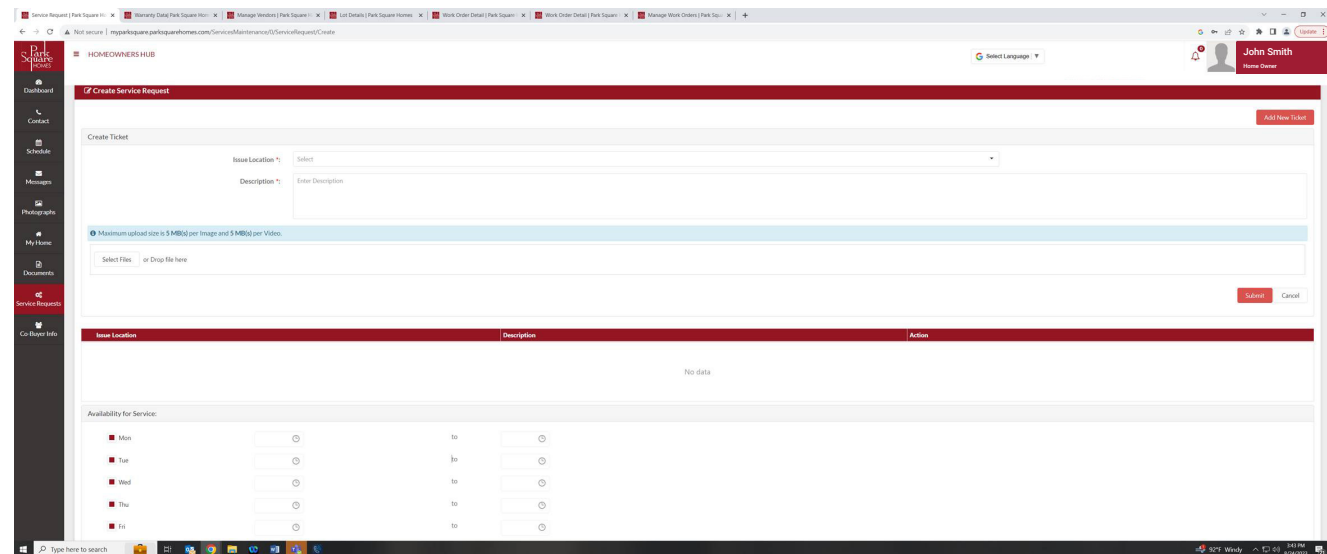 Service Request | Park Square Ho
Warranty Data| Park Square Hom
Manage Vendors | Park Square H
Lot Details | Park Square Homes
Work Order Detail | Park Square
Work Order Detail | Park Square
Manage Work Orders | Park Squ
Not secure | myparksquare.parksquarehomes.com/ServicesMaintenance/0/ServiceRequest/Create
Update
Park Square HOMES
HOMEOWNERS HUB
Select Language ▼
0
John Smith
Home Owner
Dashboard
Contact
Schedule
Messages
Photographs
My Home
Documents
Service Requests
Co-Buyer Info
Create Service Request
Add New Ticket
Create Ticket
Issue Location *: Select
Description *: Enter Description
Maximum upload size is 5 MB(s) per Image and 5 MB(s) per Video.
Select Files or Drop file here
Submit Cancel
Issue Location Description Action
No data
Availability for Service:
Mon to
Tue to
Wed to
Thu to
Fri to
Type here to search
92°F Windy
3:43 PM